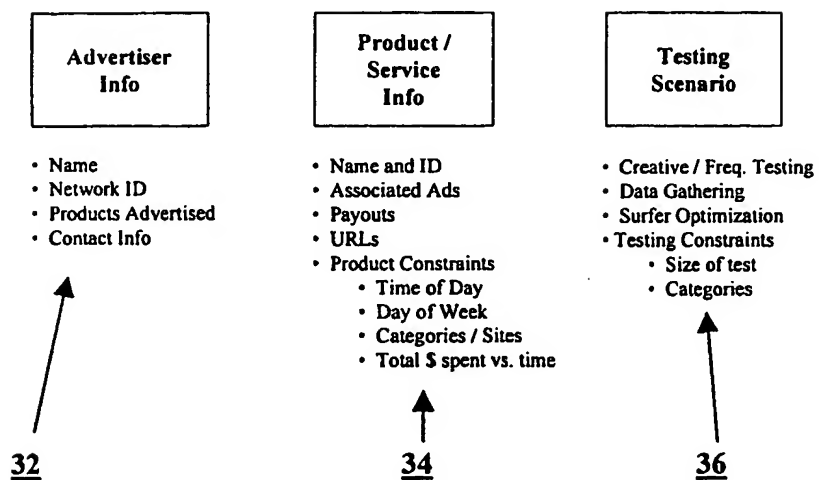 Advertiser
Info
• Name
• Network ID
• Products Advertised
• Contact Info
32
Product /
Service
Info
• Name and ID
• Associated Ads
• Payouts
• URLs
• Product Constraints
• Time of Day
• Day of Week
• Categories / Sites
• Total $ spent vs. time
34
Testing
Scenario
• Creative / Freq. Testing
• Data Gathering
• Surfer Optimization
• Testing Constraints
• Size of test
• Categories
36